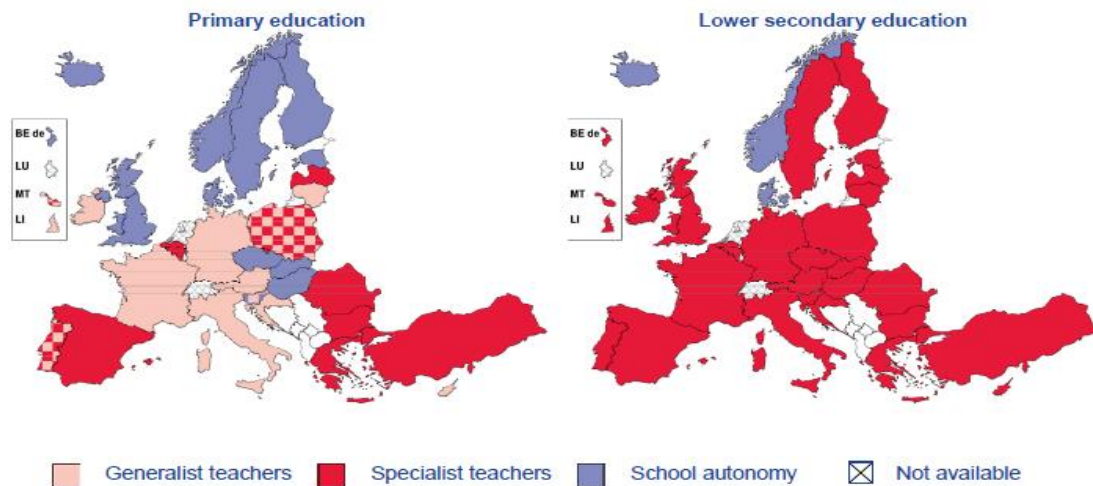 Primary education
Lower secondary education
BE de
LU
MT
LI
BE de
LU
MT
LI
Generalist teachers
Specialist teachers
School autonomy
Not available